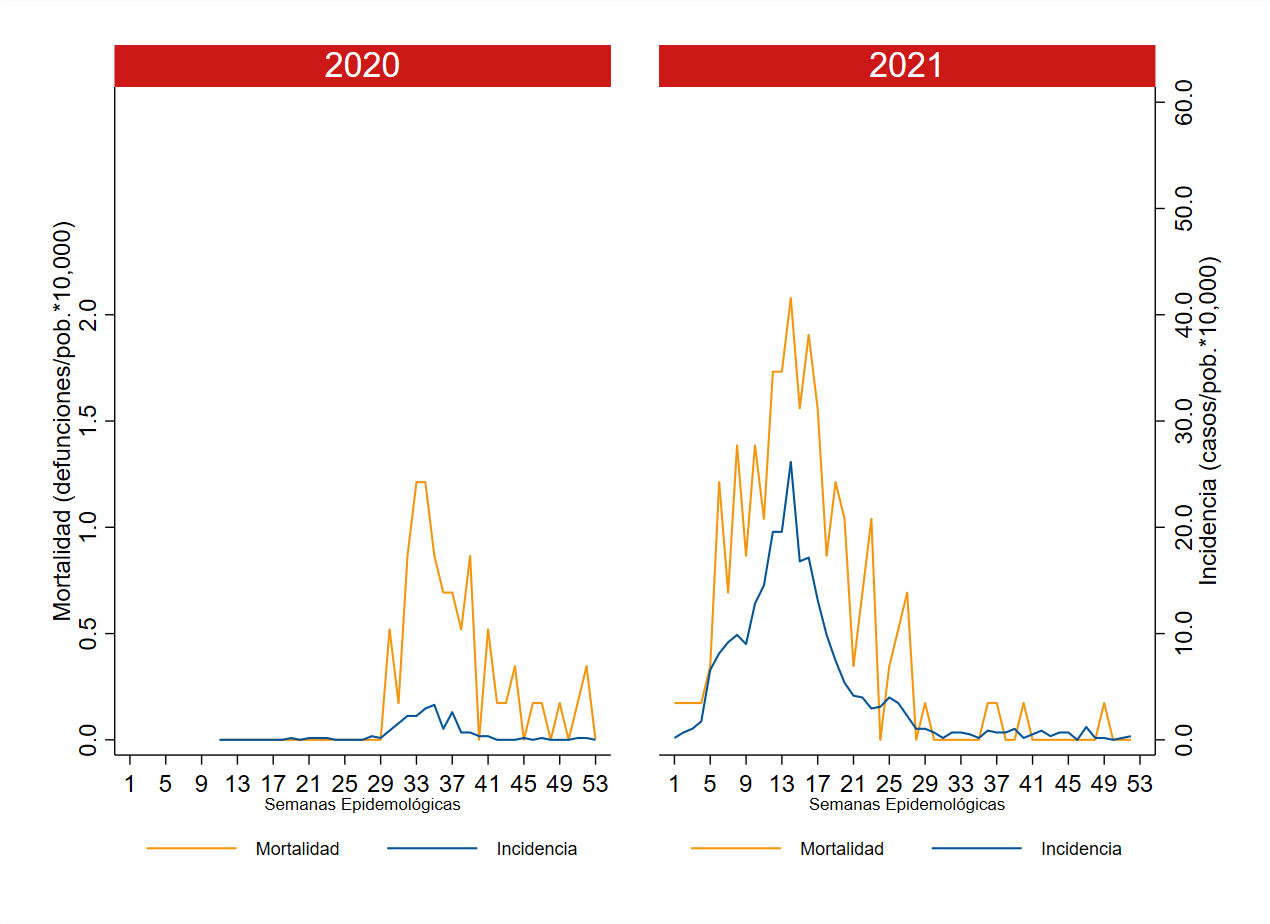 2020
2021
Mortalidad (defunciones/pob.*10,000)
2.0
1.5
1.0
0.5
0.0
60.0
50.0
40.0
30.0
20.0
10.0
0.0
Incidencia (casos/pob.*10,000)
1 5 9 13 17 21 25 29 33 37 41 45 49 53
1 5 9 13 17 21 25 29 33 37 41 45 49 53
Semanas Epidemológicas
Semanas Epidemológicas
Mortalidad Incidencia
Mortalidad Incidencia